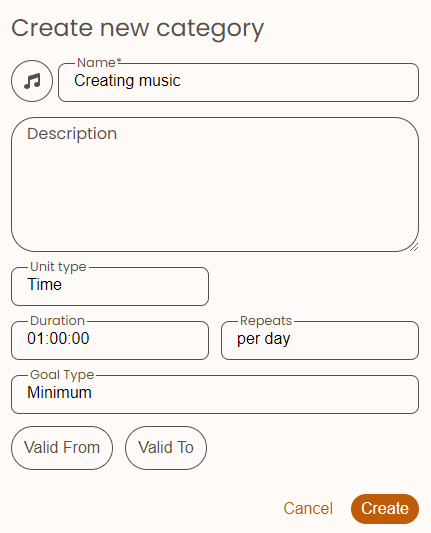 Create new category
Name*
Creating music
Description
Unit type
Time
Duration
01:00:00
Repeats
per day
Goal Type
Minimum
Valid From
Valid To
Cancel
Create